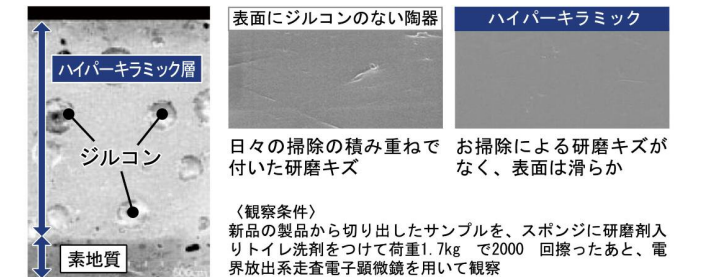 ハイパーキラミック層
ジルコン
素地質
表面にジルコンのない陶器
日々の掃除の積み重ねで
付いた研磨キズ
ハイパーキラミック
お掃除による研磨キズが
なく、表面は滑らか
〈観察条件〉
新品の製品から切り出したサンプルを、スポンジに研磨剤入
りトイレ洗剤をつけて荷重1.7kg で2000 回擦ったあと、電
界放出系走査電子顕微鏡を用いて観察